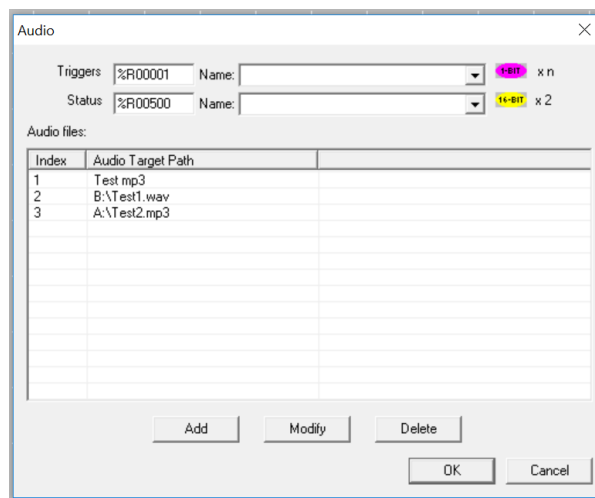 Audio
Triggers %R00001 Name: 1-BIT x n
Status %R00500 Name: 16-BIT x 2
Audio files:
Index Audio Target Path
1 Test mp3
2 B:\Test1.wav
3 A:\Test2.mp3
Add Modify Delete
OK Cancel